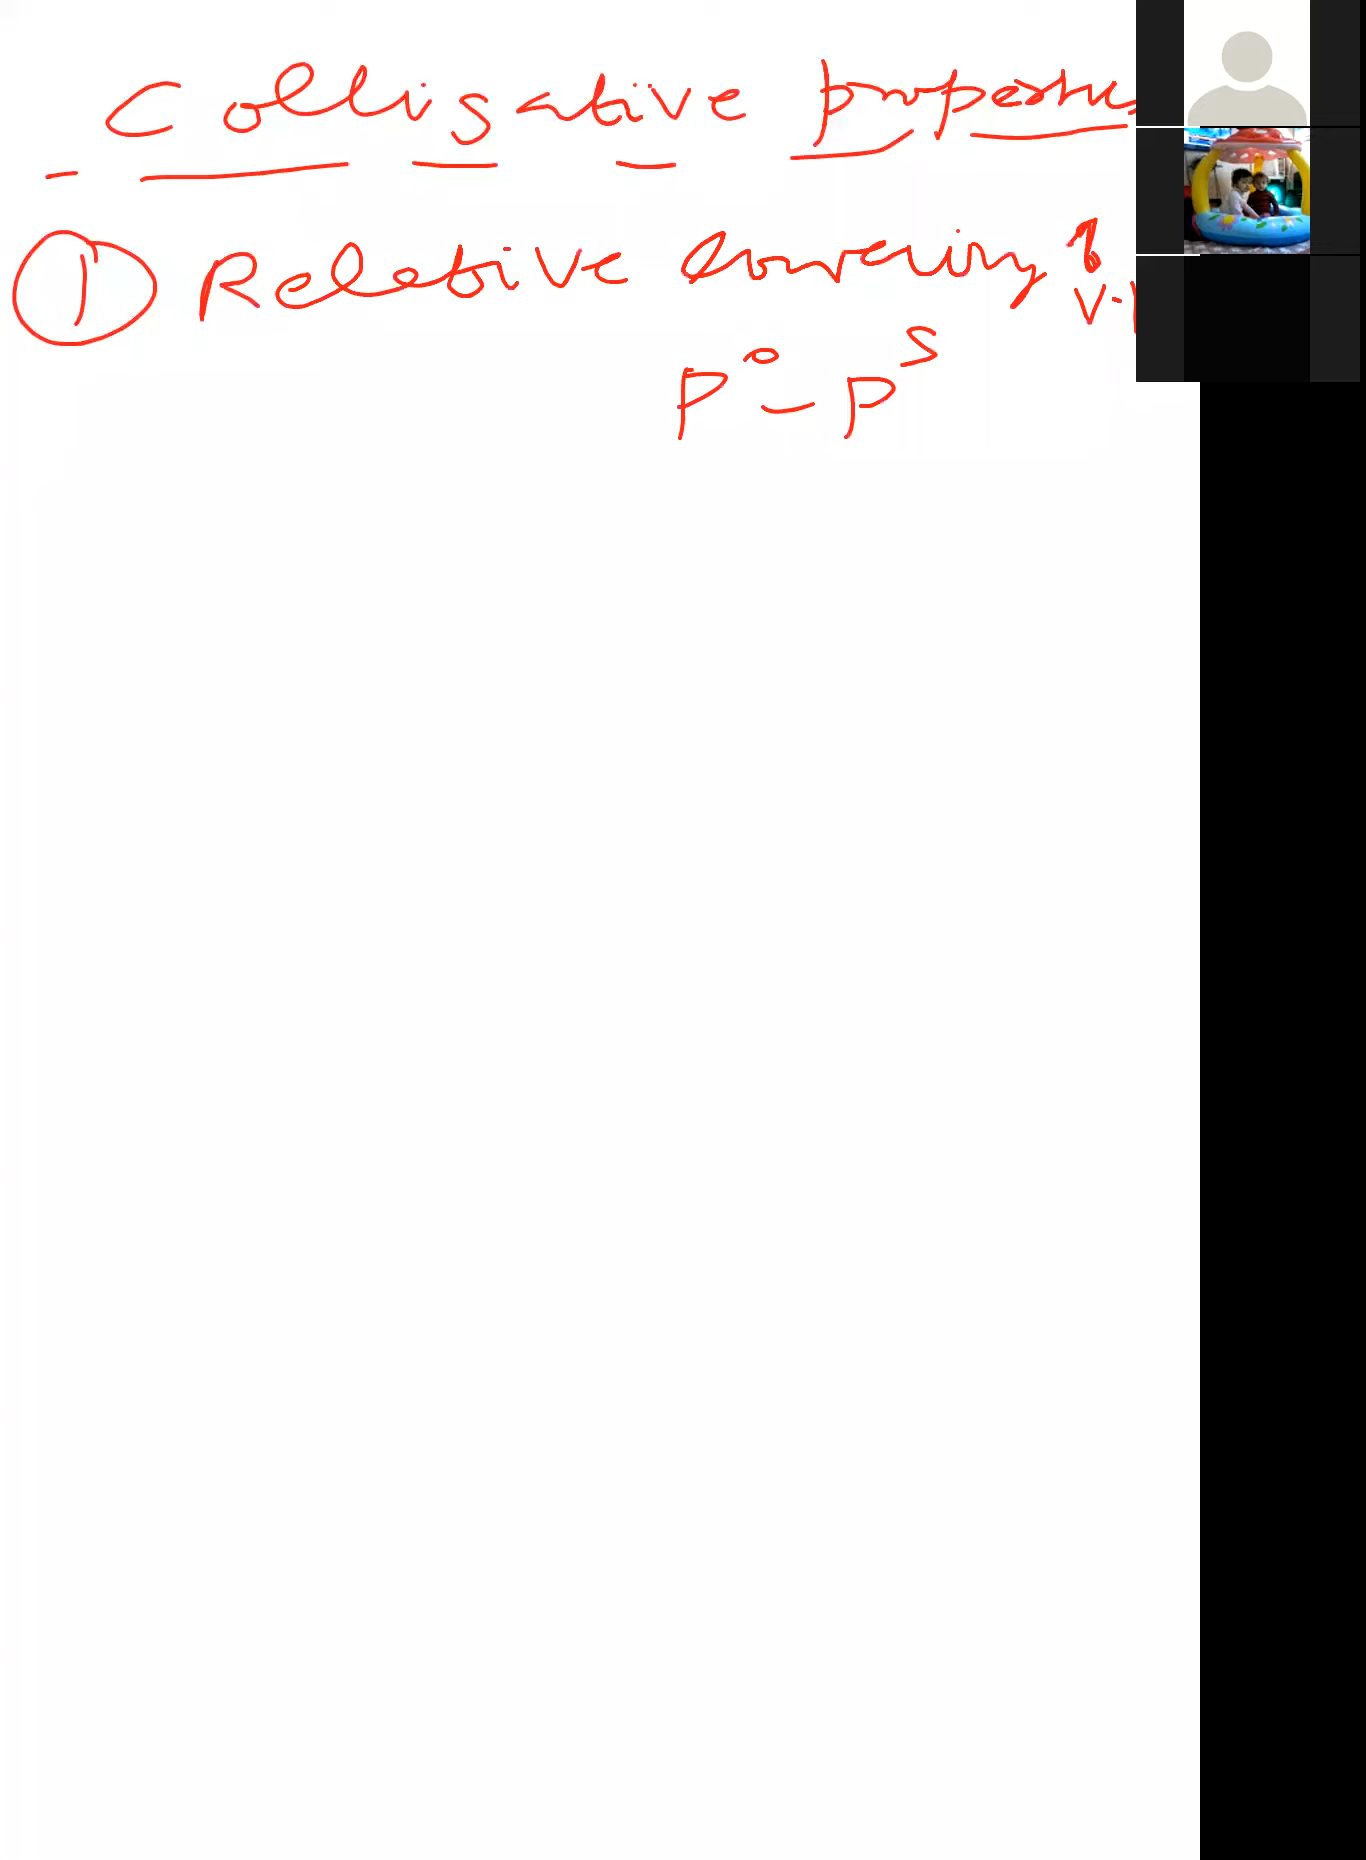 Colligative properties
① Relative lowering of
V.P
P° - Pˢ